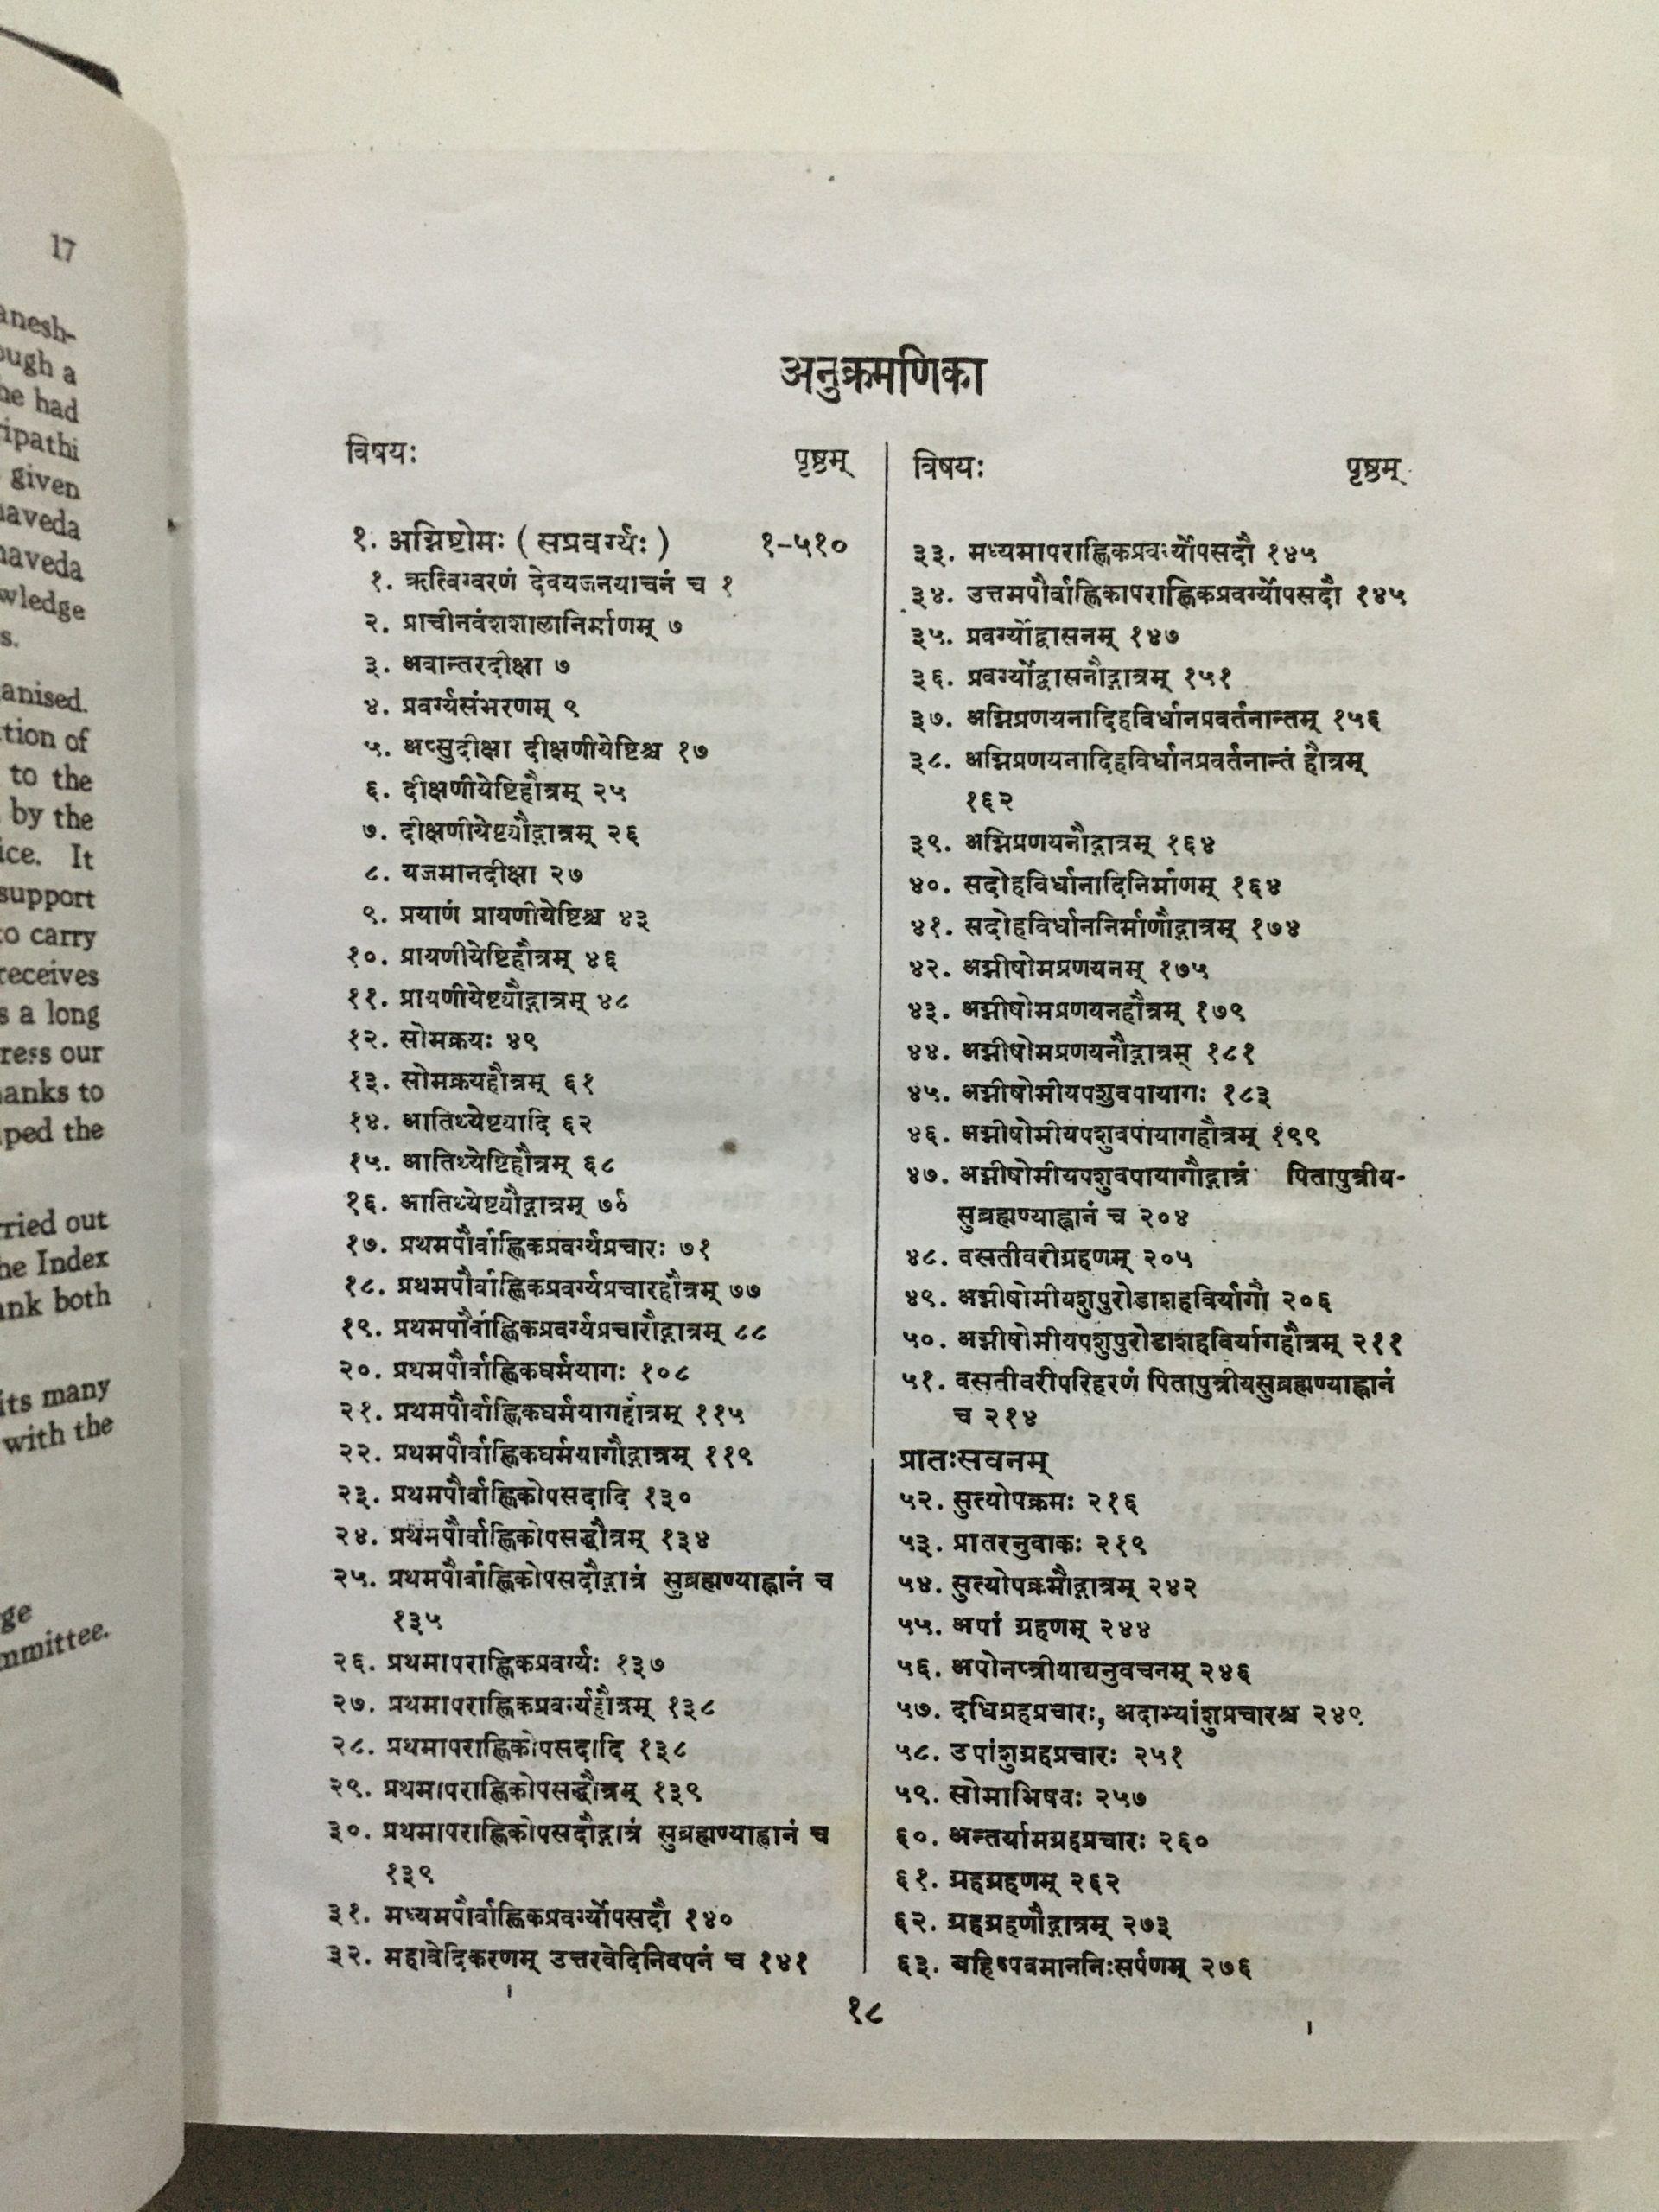 17
anesh-
ough a
he had
ripathi
given
naveda
naveda
wledge
s.
anised.
tion of
to the
by the
ice. It
support
to carry
receives
s a long
ress our
hanks to
lped the
rried out
he Index
ank both
its many
with the
ge
mmittee.
अनुक्रमणिका
विषयः पृष्ठम्
१. अग्निष्टोमः ( सप्रवर्ग्यः ) १-५१०
१. ऋत्विग्वरणं देवयजनयाचनं च १
२. प्राचीनवंशशालानिर्माणम् ७
३. अवान्तरदीक्षा ७
४. प्रवर्ग्यसंभरणम् ९
५. अप्सुदीक्षा दीक्षणीयेष्टिश्च १७
६. दीक्षणीयेष्टिहौत्रम् २५
७. दीक्षणीयेष्ट्यौद्गात्रम् २६
८. यजमानदीक्षा २७
९. प्रयाणं प्रायणीयेष्टिश्च ४३
१०. प्रायणीयेष्टिहौत्रम् ४६
११. प्रायणीयेष्ट्यौद्गात्रम् ४८
१२. सोमक्रयः ४९
१३. सोमक्रयहौत्रम् ६१
१४. आतिथ्येष्ट्यादि ६२
१५. आतिथ्येष्टिहौत्रम् ६८
१६. आतिथ्येष्ट्यौद्गात्रम्
१७. प्रथमपौर्वाह्णिकप्रवर्ग्यप्रचारः ७१
१८. प्रथमपौर्वाह्णिकप्रवर्ग्यप्रचारहौत्रम् ७७
१९. प्रथमपौर्वाह्णिकप्रवर्ग्यप्रचारौद्गात्रम् ८८
२०. प्रथमपौर्वाह्णिकघर्मयागः १०८
२१. प्रथमपौर्वाह्णिकघर्मयागहौत्रम् ११५
२२. प्रथमपौर्वाह्णिकघर्मयागौद्गात्रम् ११९
२३. प्रथमपौर्वाह्णिकोपसदादि १३०
२४. प्रथमपौर्वाह्णिकोपसद्धौत्रम् १३४
२५. प्रथमपौर्वाह्णिकोपसदौद्गात्रं सुब्रह्मण्याह्वानं च
१३५
२६. प्रथमापराह्णिकप्रवर्ग्यः १३७
२७. प्रथमापराह्णिकप्रवर्ग्यहौत्रम् १३८
२८. प्रथमापराह्णिकोपसदादि १३८
२९. प्रथमापराह्णिकोपसद्धौत्रम् १३९
३०. प्रथमापराह्णिकोपसदौद्गात्रं सुब्रह्मण्याह्वानं च
१३९
३१. मध्यमपौर्वाह्णिकप्रवर्ग्योपसदौ १४०
३२. महावेदिकरणम् उत्तरवेदिनिवपनं च १४१
विषयः पृष्ठम्
३३. मध्यमापराह्णिकप्रवर्ग्योपसदौ १४५
३४. उत्तमपौर्वाह्णिकापराह्णिकप्रवर्ग्योपसदौ १४५
३५. प्रवर्ग्योद्वासनम् १४७
३६. प्रवर्ग्योद्वासनौद्गात्रम् १५१
३७. अग्निप्रणयनादिहविर्धानप्रवर्तनान्तम् १५६
३८. अग्निप्रणयनादिहविर्धानप्रवर्तनान्तं हौत्रम्
१६२
३९. अग्निप्रणयनौद्गात्रम् १६४
४०. सदोहविर्धानादिनिर्माणम् १६४
४१. सदोहविर्धाननिर्माणौद्गात्रम् १७४
४२. अग्नीषोमप्रणयनम् १७५
४३. अग्नीषोमप्रणयनहौत्रम् १७९
४४. अग्नीषोमप्रणयनौद्गात्रम् १८१
४५. अग्नीषोमीयपशुवपायागः १८३
४६. अग्नीषोमीयपशुवपायागहौत्रम् १९९
४७. अग्नीषोमीयपशुवपायागौद्गात्रं पितापुत्रीय-
सुब्रह्मण्याह्वानं च २०४
४८. वसतीवरीग्रहणम् २०५
४९. अग्नीषोमीयशुपुरोडाशहविर्यागौ २०६
५०. अग्नीषोमीयपशुपुरोडाशहविर्यागहौत्रम् २११
५१. वसतीवरीपरिहरणं पितापुत्रीयसुब्रह्मण्याह्वानं
च २१४
प्रातःसवनम्
५२. सुत्योपक्रमः २१६
५३. प्रातरनुवाकः २१९
५४. सुत्योपक्रमौद्गात्रम् २४२
५५. अपां ग्रहणम् २४४
५६. अपोनप्त्रीयाद्यनुवचनम् २४६
५७. दधिग्रहप्रचारः, अदाभ्यांशुप्रचारश्च २४९
५८. उपांशुग्रहप्रचारः २५१
५९. सोमाभिषवः २५७
६०. अन्तर्यामग्रहप्रचारः २६०
६१. ग्रहग्रहणम् २६२
६२. ग्रहग्रहणौद्गात्रम् २७३
६३. बहिष्पवमाननिःसर्पणम् २७६
१८